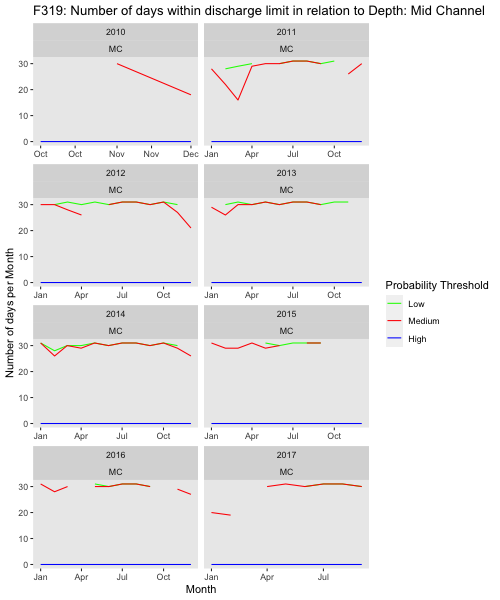 F319: Number of days within discharge limit in relation to Depth: Mid Channel
2010
MC
2011
MC
30
20
10
0
Oct Oct Nov Nov Dec
Jan Apr Jul Oct
2012
MC
2013
MC
30
20
10
0
Jan Apr Jul Oct
Jan Apr Jul Oct
2014
MC
2015
MC
30
20
10
0
Jan Apr Jul Oct
Jan Apr Jul Oct
2016
MC
2017
MC
30
20
10
0
Jan Apr Jul Oct
Jan Apr Jul
Month
Number of days per Month
Probability Threshold
Low
Medium
High